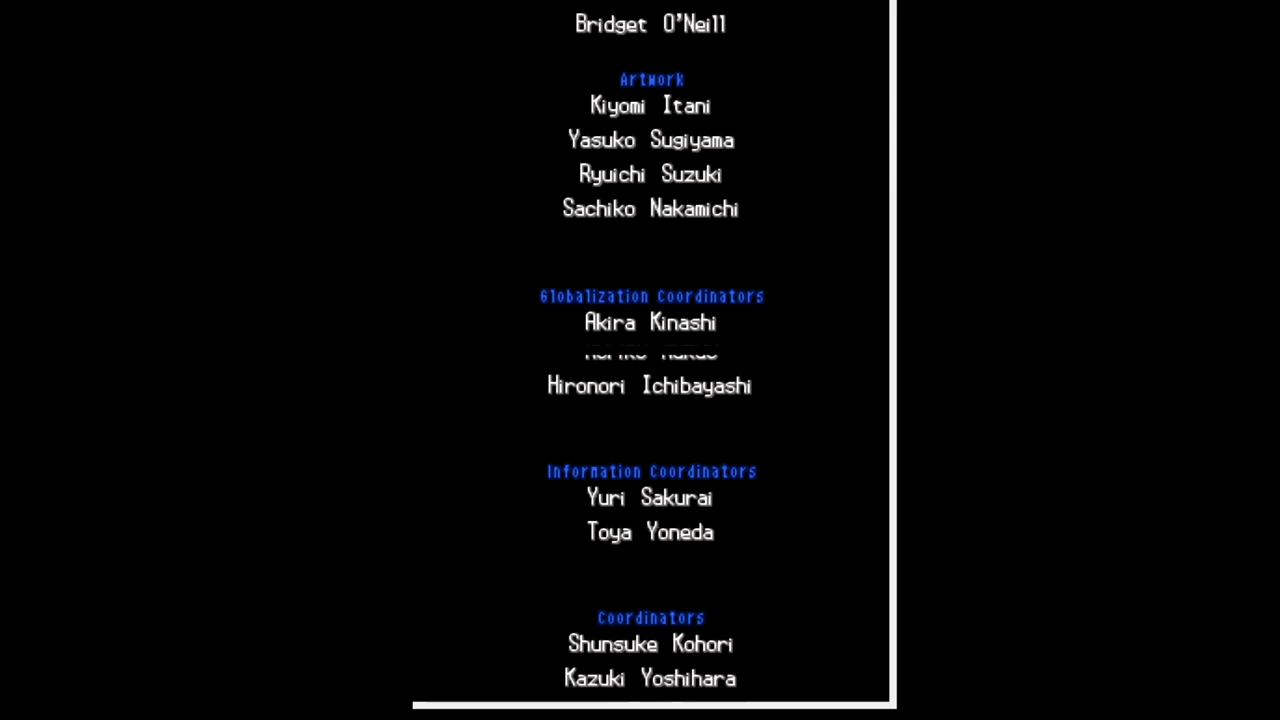 Bridget O'Neill
Artwork
Kiyomi Itani
Yasuko Sugiyama
Ryuichi Suzuki
Sachiko Nakamichi
Globalization Coordinators
Akira Kinashi
Hironori Ichibayashi
Information Coordinators
Yuri Sakurai
Toya Yoneda
Coordinators
Shunsuke Kohori
Kazuki Yoshihara